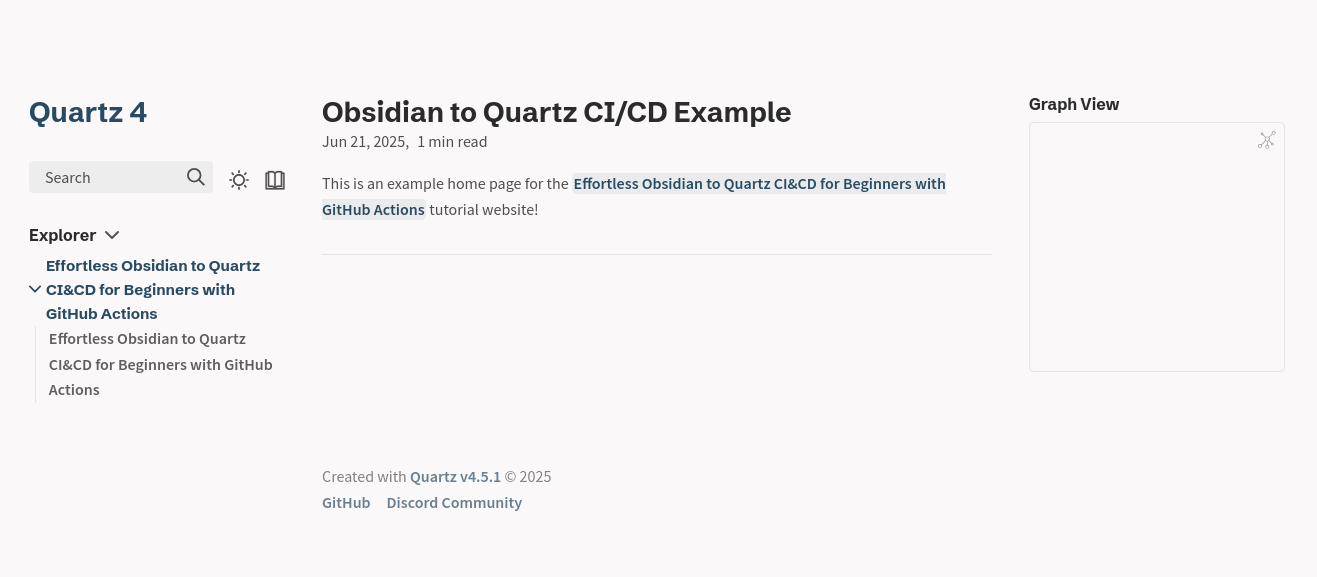 Quartz 4
Search
Explorer
Effortless Obsidian to Quartz
CI&CD for Beginners with
GitHub Actions
Effortless Obsidian to Quartz
CI&CD for Beginners with GitHub
Actions
Obsidian to Quartz CI/CD Example
Jun 21, 2025, 1 min read
This is an example home page for the Effortless Obsidian to Quartz CI&CD for Beginners with
GitHub Actions tutorial website!
Created with Quartz v4.5.1 © 2025
GitHub Discord Community
Graph View